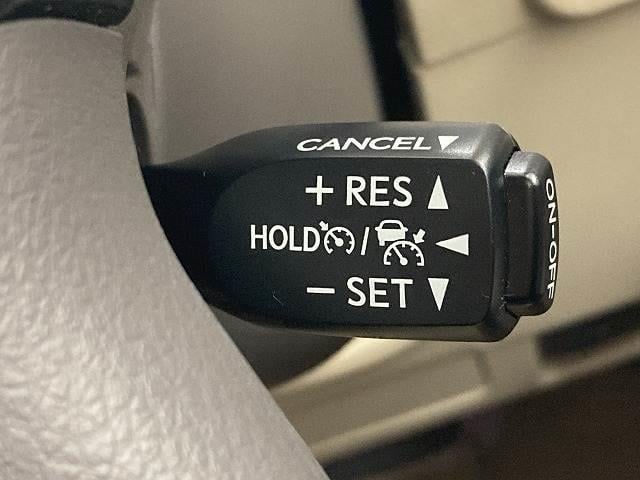 CANCEL▼
+ RES ▲
HOLD / ◀
− SET ▼
ON-OFF